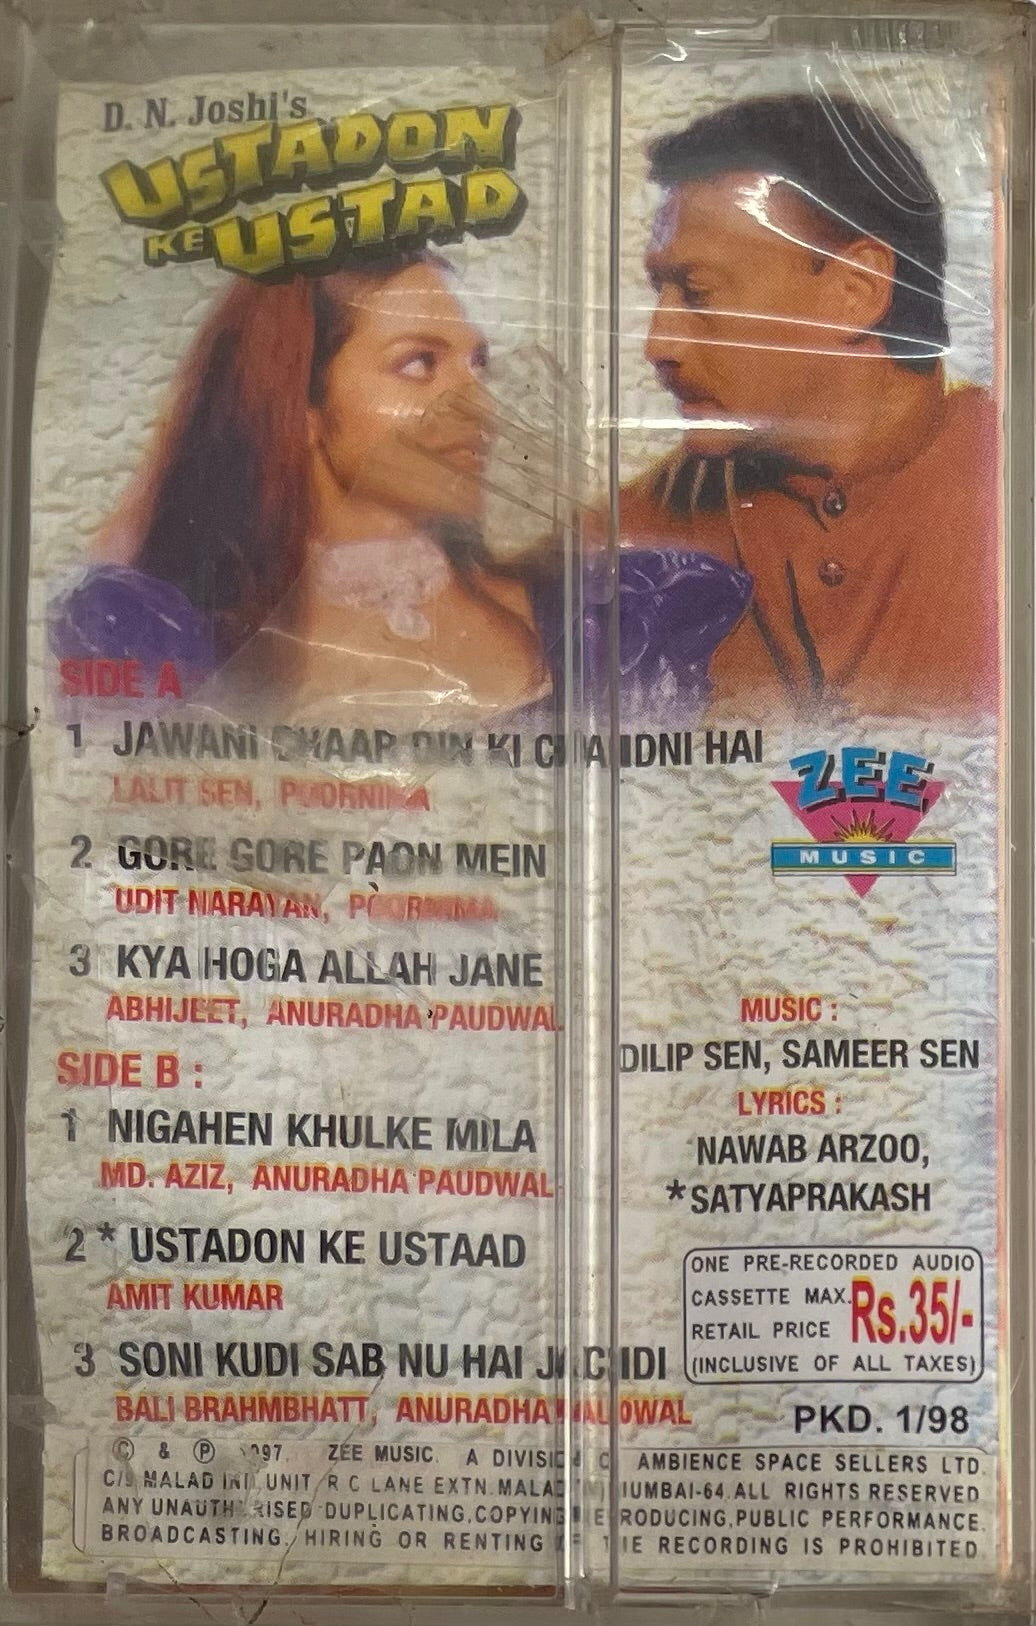 D. N. Joshi's
USTADON
KE USTAD
SIDE A
1 JAWANI CHAAR DIN KI CHAANDNI HAI
LALIT SEN, POORNIMA
2 GORE GORE PAON MEIN
UDIT NARAYAN, POORNIMA
3 KYA HOGA ALLAH JANE
ABHIJEET, ANURADHA PAUDWAL
SIDE B :
1 NIGAHEN KHULKE MILA
MD. AZIZ, ANURADHA PAUDWAL
2 * USTADON KE USTAAD
AMIT KUMAR
3 SONI KUDI SAB NU HAI
BALI BRAHMBHATT, ANURADHA PAUDWAL
ZEE
MUSIC
MUSIC :
DILIP SEN, SAMEER SEN
LYRICS :
NAWAB ARZOO,
*SATYAPRAKASH
ONE PRE-RECORDED AUDIO
CASSETTE MAX.
RETAIL PRICE Rs.35/-
(INCLUSIVE OF ALL TAXES)
PKD. 1/98
© & ℗ 1997. ZEE MUSIC. A DIVISION OF AMBIENCE SPACE SELLERS LTD.
MALAD IND UNIT R C LANE EXTN. MALAD MUMBAI-64. ALL RIGHTS RESERVED
ANY UNAUTHORISED DUPLICATING, COPYING, REPRODUCING, PUBLIC PERFORMANCE.
BROADCASTING, HIRING OR RENTING OF THE RECORDING IS PROHIBITED